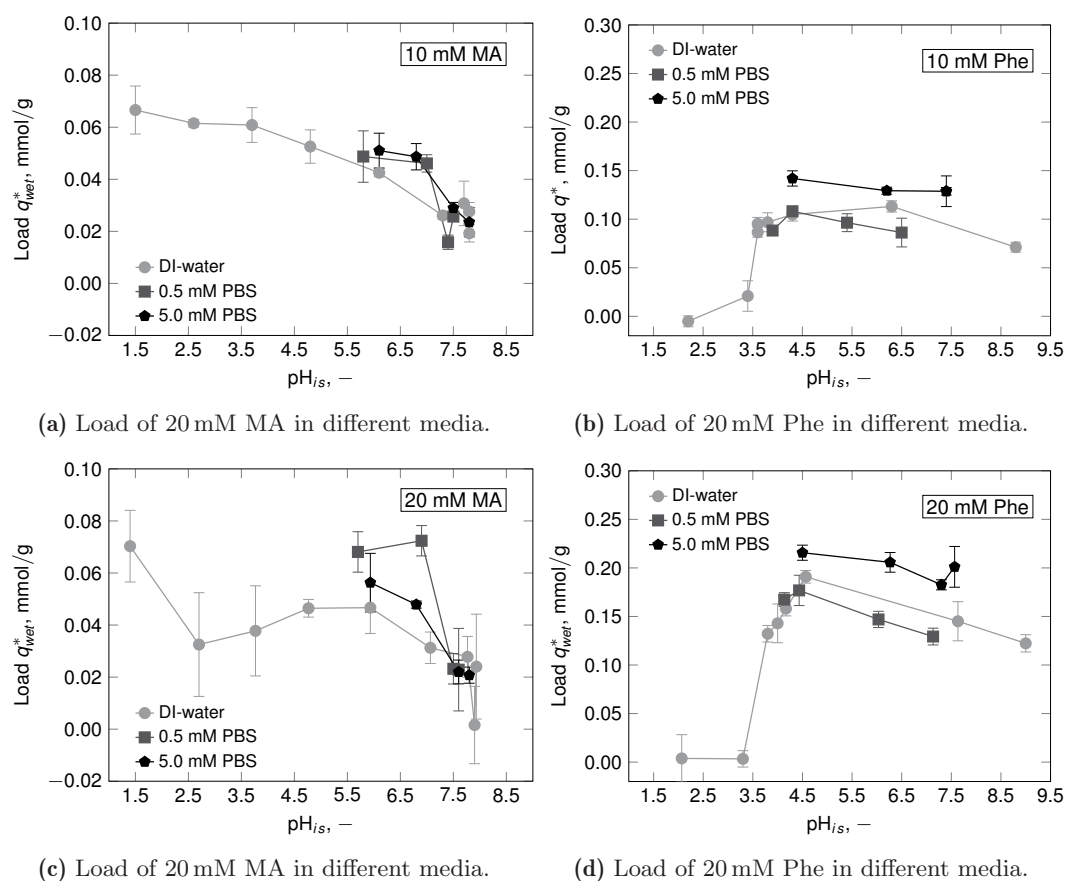 0.10
0.08
0.06
0.04
0.02
0.00
−0.02
Load q*wet, mmol/g
10 mM MA
DI-water
0.5 mM PBS
5.0 mM PBS
1.5 2.5 3.5 4.5 5.5 6.5 7.5 8.5
pHis, −
(a) Load of 20 mM MA in different media.
0.30
0.25
0.20
0.15
0.10
0.05
0.00
Load q*, mmol/g
DI-water
0.5 mM PBS
5.0 mM PBS
10 mM Phe
1.5 2.5 3.5 4.5 5.5 6.5 7.5 8.5 9.5
pHis, −
(b) Load of 20 mM Phe in different media.
0.10
0.08
0.06
0.04
0.02
0.00
−0.02
Load q*wet, mmol/g
20 mM MA
DI-water
0.5 mM PBS
5.0 mM PBS
1.5 2.5 3.5 4.5 5.5 6.5 7.5 8.5
pHis, −
(c) Load of 20 mM MA in different media.
0.30
0.25
0.20
0.15
0.10
0.05
0.00
Load q*wet, mmol/g
DI-water
0.5 mM PBS
5.0 mM PBS
20 mM Phe
1.5 2.5 3.5 4.5 5.5 6.5 7.5 8.5 9.5
pHis, −
(d) Load of 20 mM Phe in different media.